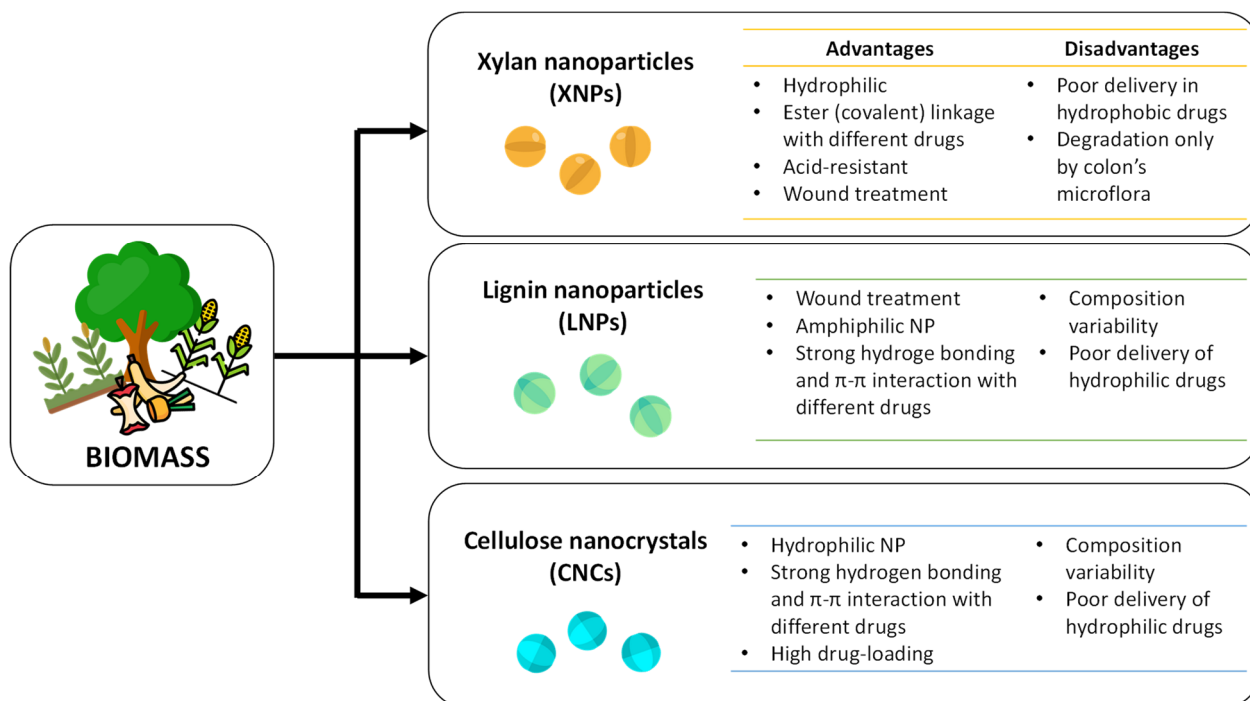 Xylan nanoparticles
(XNPs)
Advantages
Disadvantages
• Hydrophilic
• Ester (covalent) linkage
with different drugs
• Acid-resistant
• Wound treatment
• Poor delivery in
hydrophobic drugs
• Degradation only
by colon's
microflora
BIOMASS
Lignin nanoparticles
(LNPs)
• Wound treatment
• Amphiphilic NP
• Strong hydroge bonding
and π-π interaction with
different drugs
• Composition
variability
• Poor delivery of
hydrophilic drugs
Cellulose nanocrystals
(CNCs)
• Hydrophilic NP
• Strong hydrogen bonding
and π-π interaction with
different drugs
• High drug-loading
• Composition
variability
• Poor delivery of
hydrophilic drugs